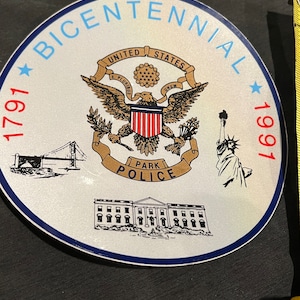 1791 ★ BICENTENNIAL ★ 1991
UNITED STATES
PARK
POLICE